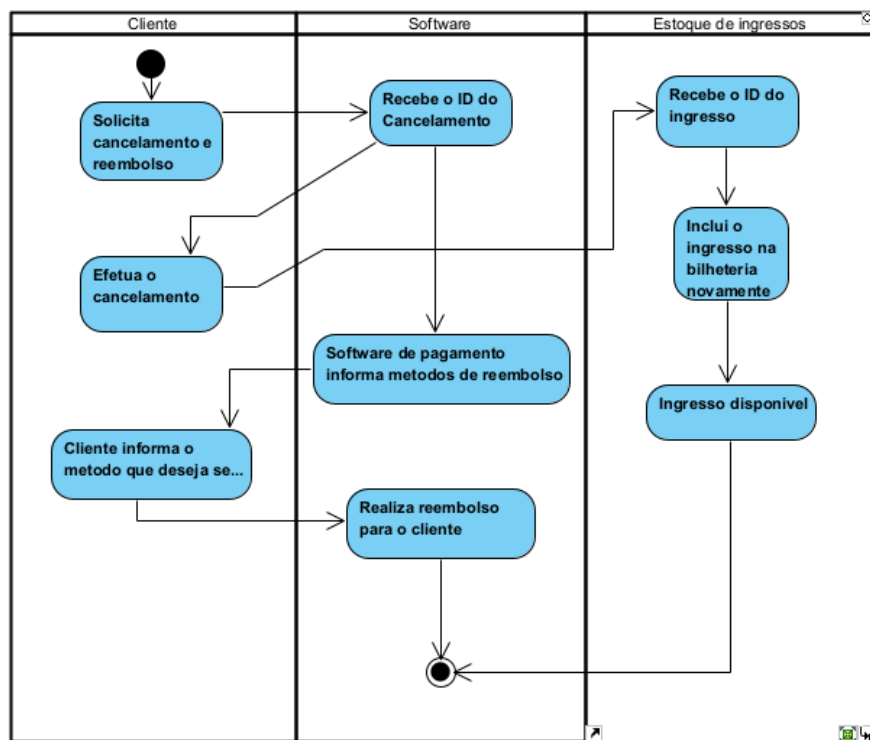 Cliente
Software
Estoque de ingressos
Solicita
cancelamento e
reembolso
Recebe o ID do
Cancelamento
Recebe o ID do
ingresso
Efetua o
cancelamento
Inclui o
ingresso na
bilheteria
novamente
Software de pagamento
informa metodos de reembolso
Ingresso disponivel
Cliente informa o
metodo que deseja se...
Realiza reembolso
para o cliente